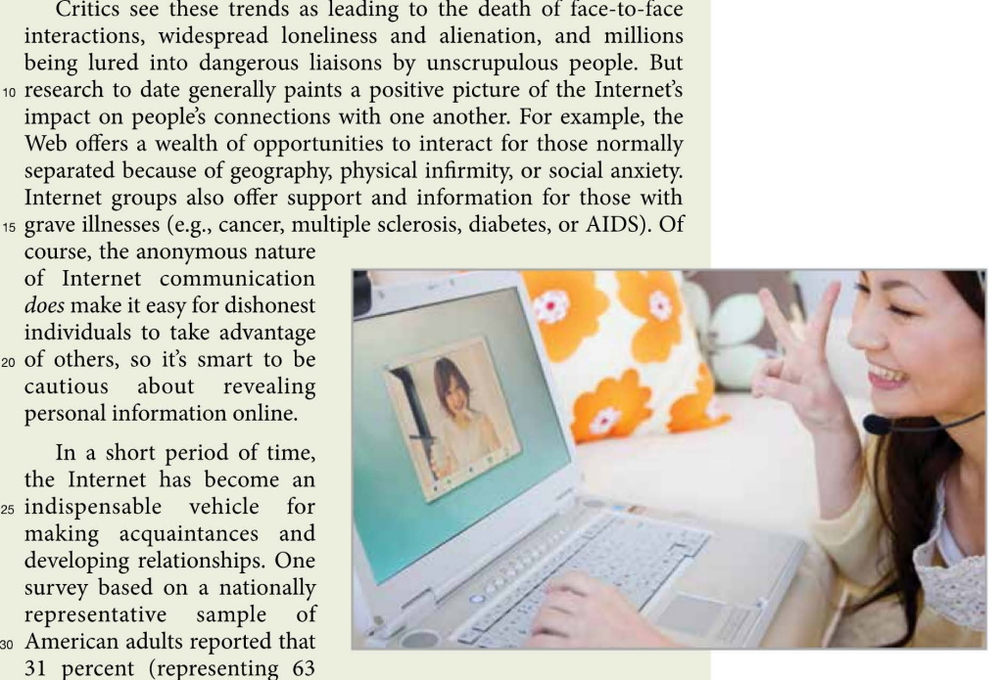 Critics see these trends as leading to the death of face-to-face
interactions, widespread loneliness and alienation, and millions
being lured into dangerous liaisons by unscrupulous people. But
10 research to date generally paints a positive picture of the Internet's
impact on people's connections with one another. For example, the
Web offers a wealth of opportunities to interact for those normally
separated because of geography, physical infirmity, or social anxiety.
Internet groups also offer support and information for those with
15 grave illnesses (e.g., cancer, multiple sclerosis, diabetes, or AIDS). Of
course, the anonymous nature
of Internet communication
does make it easy for dishonest
individuals to take advantage
20 of others, so it's smart to be
cautious about revealing
personal information online.
In a short period of time,
the Internet has become an
25 indispensable vehicle for
making acquaintances and
developing relationships. One
survey based on a nationally
representative sample of
30 American adults reported that
31 percent (representing 63